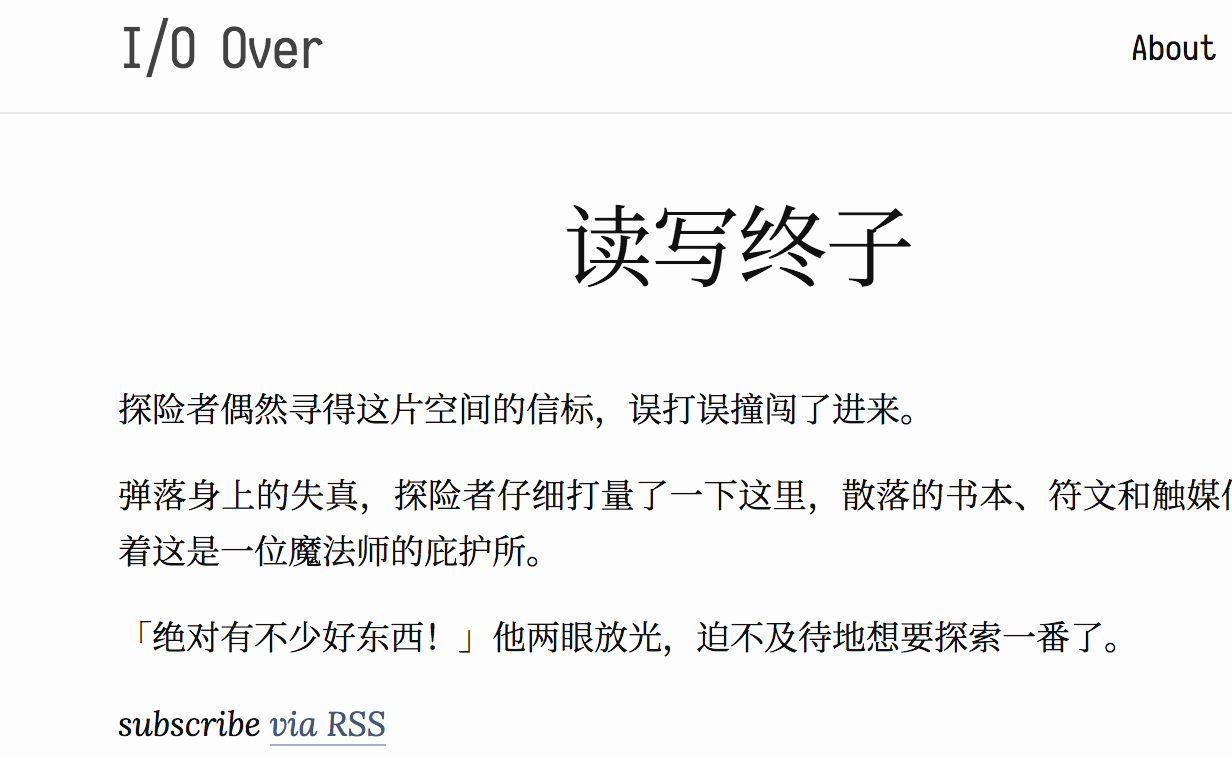 I/O Over
About
读写终子
探险者偶然寻得这片空间的信标，误打误撞闯了进来。
弹落身上的失真，探险者仔细打量了一下这里，散落的书本、符文和触媒
着这是一位魔法师的庇护所。
「绝对有不少好东西！」他两眼放光，迫不及待地想要探索一番了。
subscribe via RSS